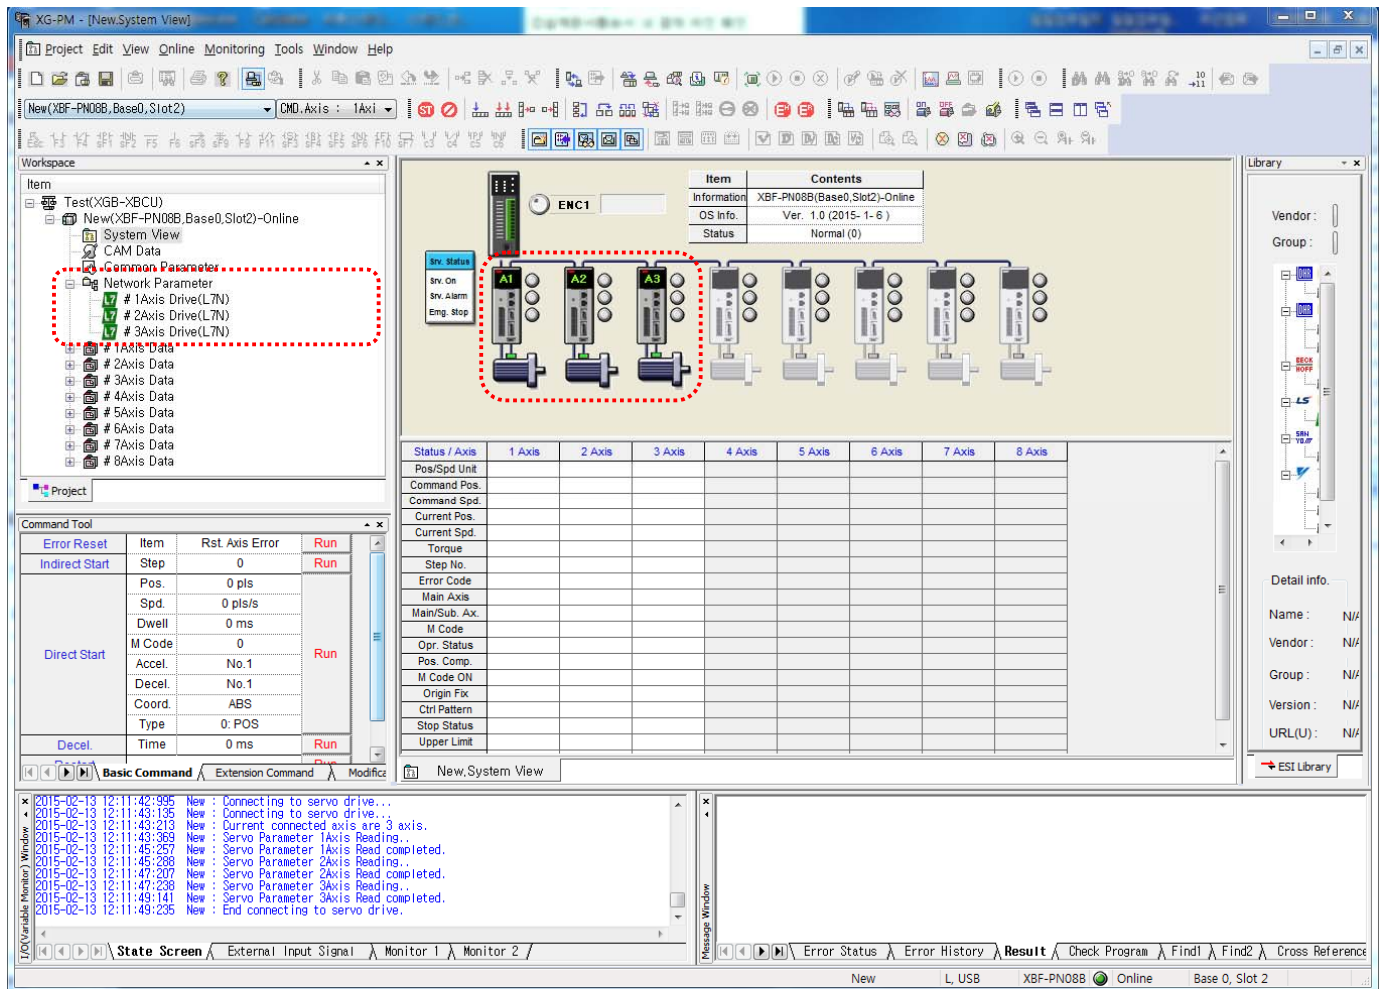 XG-PM - [New.System View]
Project Edit View Online Monitoring Tools Window Help
New(XBF-PN08B,Base0,Slot2) CMD.Axis : 1Axi
Workspace
Item
Test(XGB-XBCU)
New(XBF-PN08B,Base0,Slot2)-Online
System View
CAM Data
Common Parameter
Network Parameter
# 1Axis Drive(L7N)
# 2Axis Drive(L7N)
# 3Axis Drive(L7N)
# 1Axis Data
# 2Axis Data
# 3Axis Data
# 4Axis Data
# 5Axis Data
# 6Axis Data
# 7Axis Data
# 8Axis Data
Project
Command Tool
Error Reset Item Rst. Axis Error Run
Indirect Start Step 0 Run
Pos. 0 pls
Spd. 0 pls/s
Dwell 0 ms
M Code 0
Direct Start Run
Accel. No.1
Decel. No.1
Coord. ABS
Type 0: POS
Decel. Time 0 ms Run
Basic Command Extension Command Modifica
ENC1
Item Contents
Information XBF-PN08B(Base0,Slot2)-Online
OS Info. Ver. 1.0 (2015- 1- 6 )
Status Normal (0)
Srv. Status
Srv. On
Srv. Alarm
Emg. Stop
A1 A2 A3
Status / Axis 1 Axis 2 Axis 3 Axis 4 Axis 5 Axis 6 Axis 7 Axis 8 Axis
Pos/Spd Unit
Command Pos.
Command Spd.
Current Pos.
Current Spd.
Torque
Step No.
Error Code
Main Axis
Main/Sub. Ax.
M Code
Opr. Status
Pos. Comp.
M Code ON
Origin Fix
Ctrl Pattern
Stop Status
Upper Limit
New,System View
Library
Vendor :
Group :
Detail info.
Name : N/A
Vendor : N/A
Group : N/A
Version : N/A
URL(U) : N/A
ESI Library
I/O(Variable Monitor) Window
2015-02-13 12:11:42:995 New : Connecting to servo drive...
2015-02-13 12:11:43:135 New : Connecting to servo drive...
2015-02-13 12:11:43:213 New : Current connected axis are 3 axis.
2015-02-13 12:11:43:369 New : Servo Parameter 1Axis Reading..
2015-02-13 12:11:45:257 New : Servo Parameter 1Axis Read completed.
2015-02-13 12:11:45:288 New : Servo Parameter 2Axis Reading..
2015-02-13 12:11:47:207 New : Servo Parameter 2Axis Read completed.
2015-02-13 12:11:47:238 New : Servo Parameter 3Axis Reading..
2015-02-13 12:11:49:141 New : Servo Parameter 3Axis Read completed.
2015-02-13 12:11:49:235 New : End connecting to servo drive.
State Screen External Input Signal Monitor 1 Monitor 2
Message Window
Error Status Error History Result Check Program Find1 Find2 Cross Reference
New L, USB XBF-PN08B Online Base 0, Slot 2